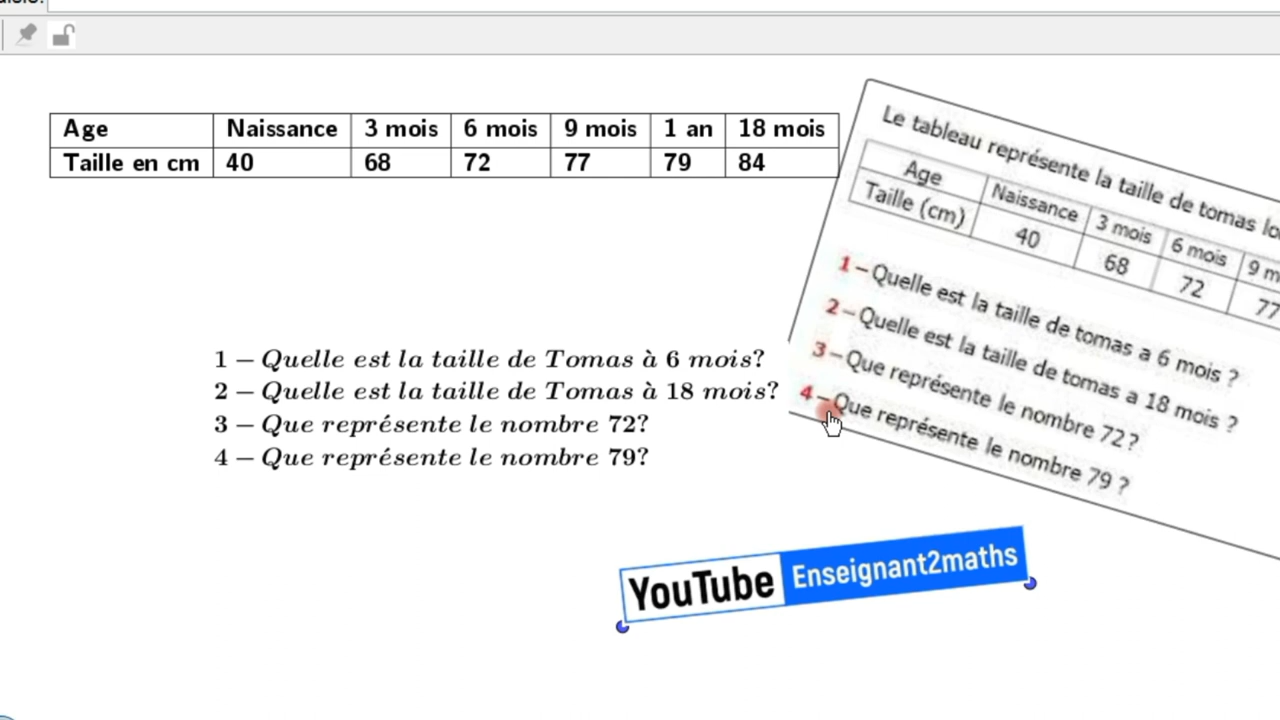 Age Naissance 3 mois 6 mois 9 mois 1 an 18 mois
Taille en cm 40 68 72 77 79 84
1 – Quelle est la taille de Tomas à 6 mois?
2 – Quelle est la taille de Tomas à 18 mois?
3 – Que représente le nombre 72?
4 – Que représente le nombre 79?
Le tableau représente la taille de tomas
Age Naissance 3 mois 6 mois 9
Taille (cm) 40 68 72 77
1 – Quelle est la taille de tomas a 6 mois ?
2 – Quelle est la taille de tomas a 18 mois ?
3 – Que représente le nombre 72 ?
4 – Que représente le nombre 79 ?
YouTube Enseignant2maths